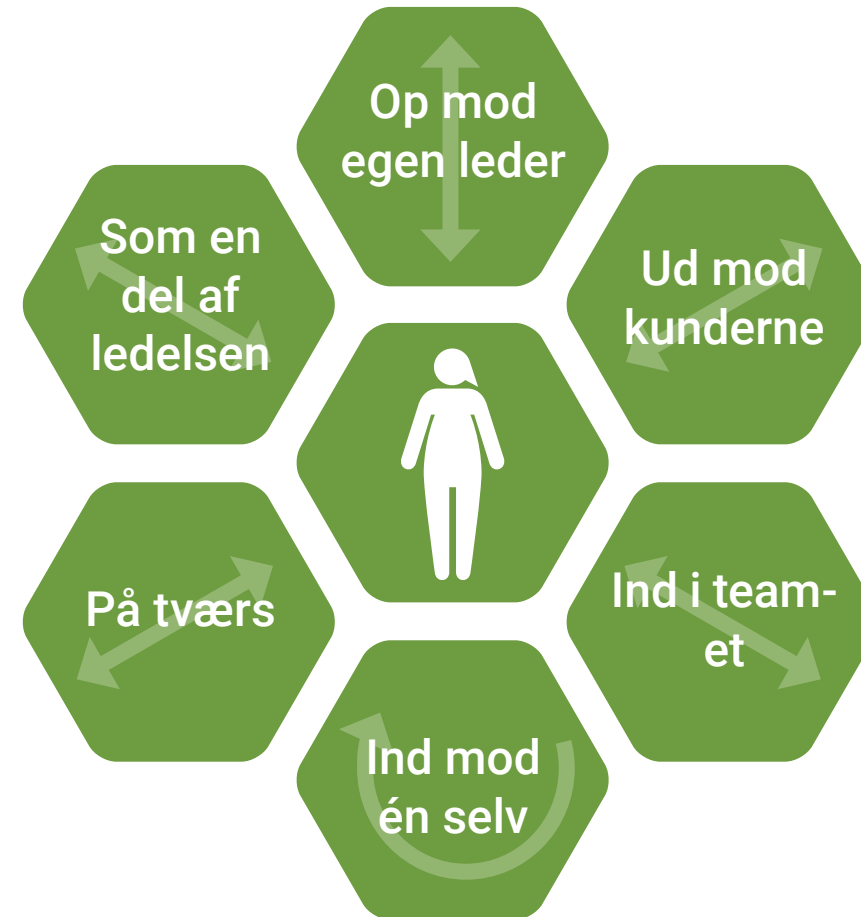 Op mod
egen leder
Som en
del af
ledelsen
Ud mod
kunderne
På tværs
Ind i team-
et
Ind mod
én selv